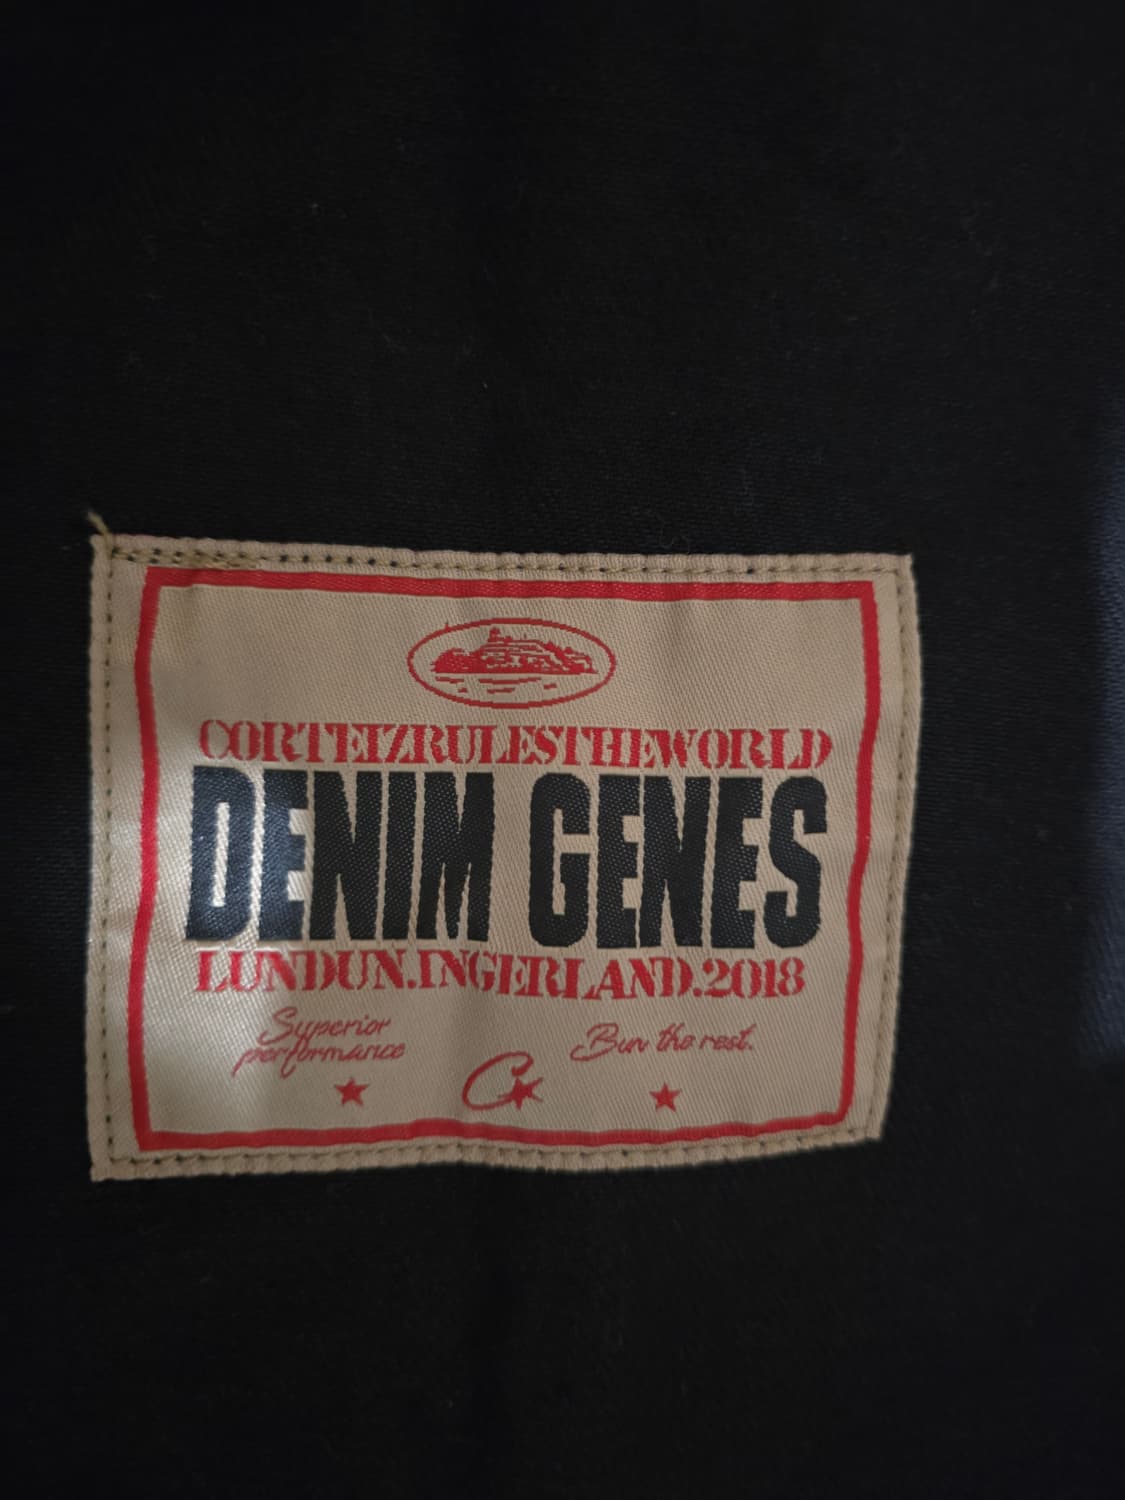 CORTEIZRULESTHEWORLD
DENIM GENES
LUNDUN.INGERLAND.2018
Superior performance
Bun the rest.
C